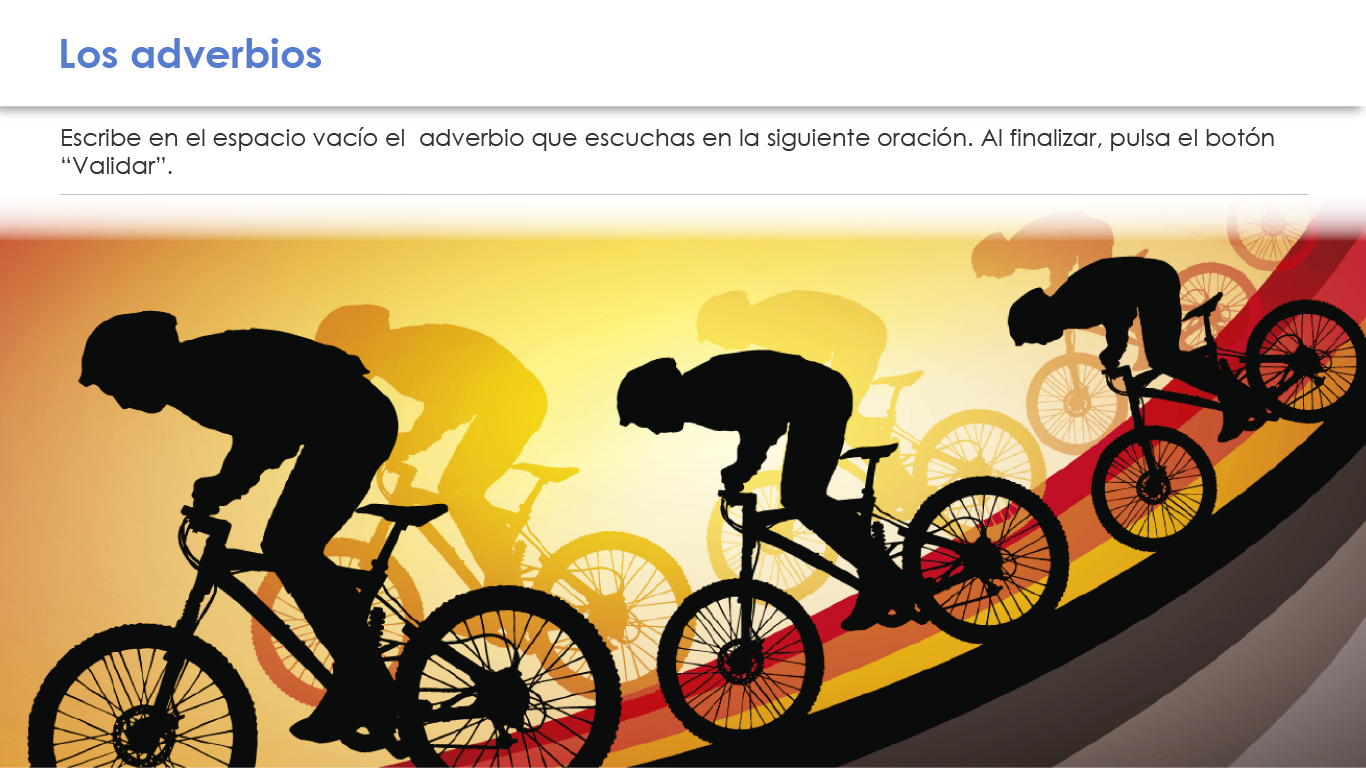 Los adverbios
Escribe en el espacio vacío el  adverbio que escuchas en la siguiente oración. Al finalizar, pulsa el botón
“Validar”.